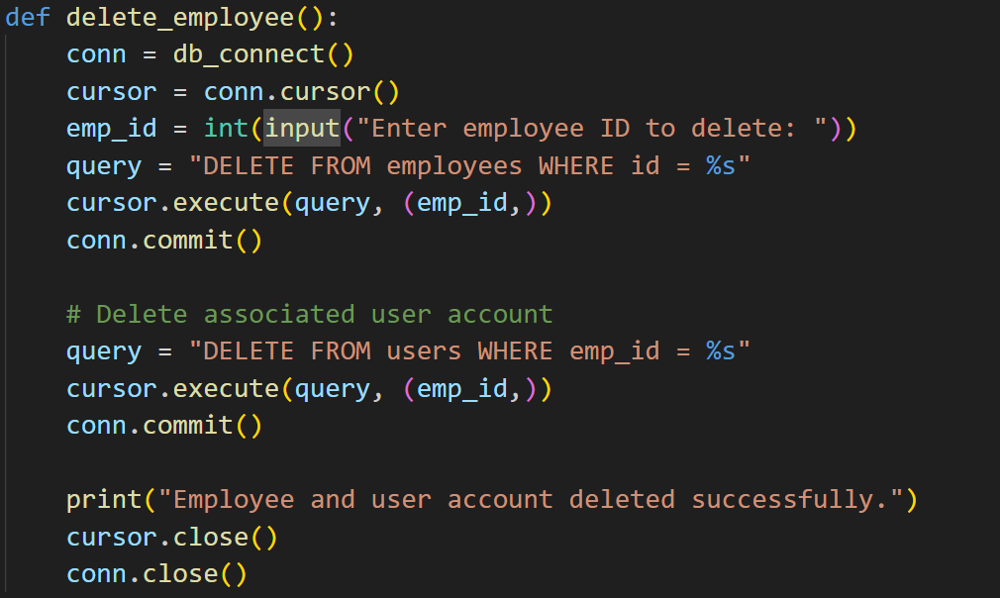 def delete_employee():
    conn = db_connect()
    cursor = conn.cursor()
    emp_id = int(input("Enter employee ID to delete: "))
    query = "DELETE FROM employees WHERE id = %s"
    cursor.execute(query, (emp_id,))
    conn.commit()

    # Delete associated user account
    query = "DELETE FROM users WHERE emp_id = %s"
    cursor.execute(query, (emp_id,))
    conn.commit()

    print("Employee and user account deleted successfully.")
    cursor.close()
    conn.close()